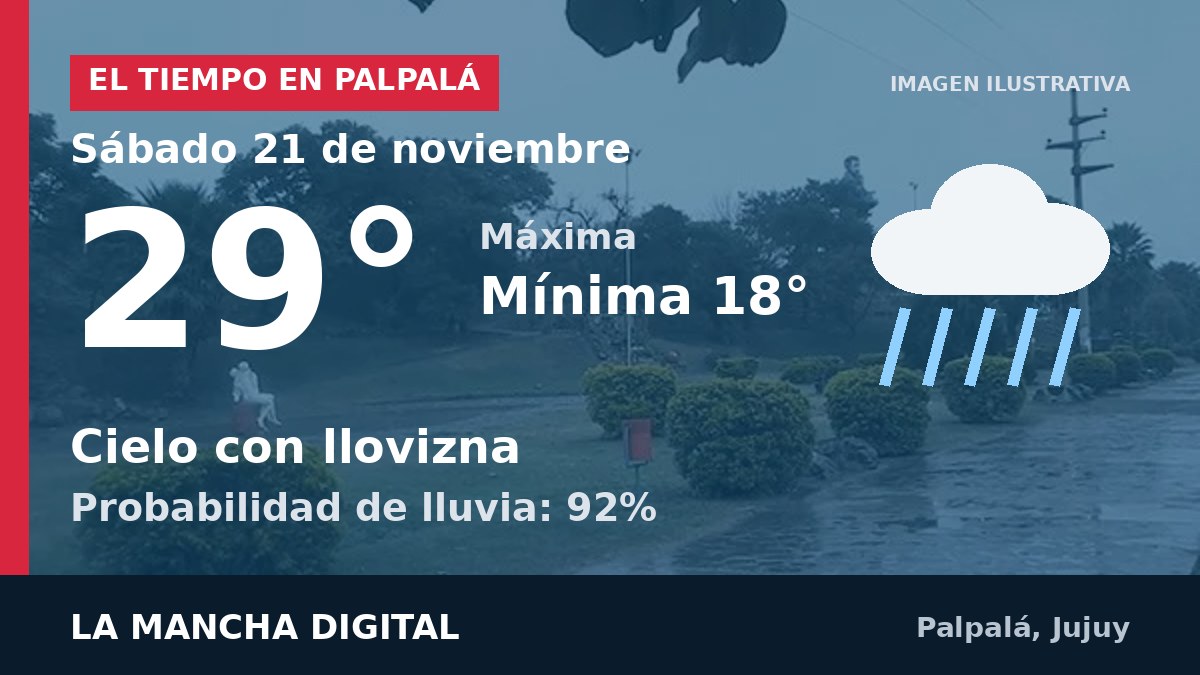 EL TIEMPO EN PALPALÁ
IMAGEN ILUSTRATIVA
Sábado 21 de noviembre
29°
Máxima
Mínima 18°
Cielo con llovizna
Probabilidad de lluvia: 92%
LA MANCHA DIGITAL
Palpalá, Jujuy